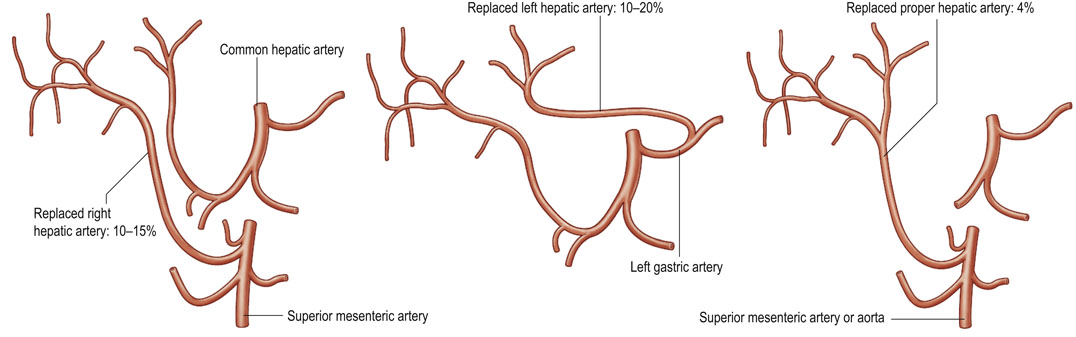 Common hepatic artery
Replaced right
hepatic artery: 10–15%
Superior mesenteric artery
Replaced left hepatic artery: 10–20%
Left gastric artery
Replaced proper hepatic artery: 4%
Superior mesenteric artery or aorta